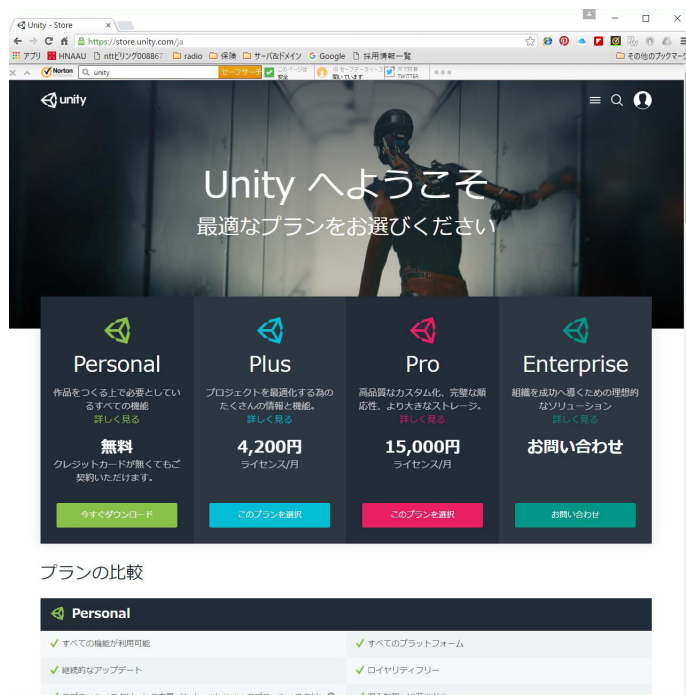 Unity - Store
https://store.unity.com/ja
アプリ HNAAU nttビリング008867 radio 保険 サーバ&ドメイン Google 採用情報一覧
その他のブックマーク
Norton unity セーフサーチ このページは 安全 開いています TWITTER
unity
Unity へようこそ
最適なプランをお選びください
Personal
作品をつくる上で必要としてい
るすべての機能
詳しく見る
無料
クレジットカードが無くてもご
契約いただけます。
今すぐダウンロード
Plus
プロジェクトを最適化する為の
たくさんの情報と機能。
詳しく見る
4,200円
ライセンス/月
このプランを選択
Pro
高品質なカスタム化、完璧な順
応性、より大きなストレージ。
詳しく見る
15,000円
ライセンス/月
このプランを選択
Enterprise
組織を成功へ導くための理想的
なソリューション
詳しく見る
お問い合わせ
お問い合わせ
プランの比較
Personal
すべての機能が利用可能
すべてのプラットフォーム
継続的なアップデート
ロイヤリティフリー